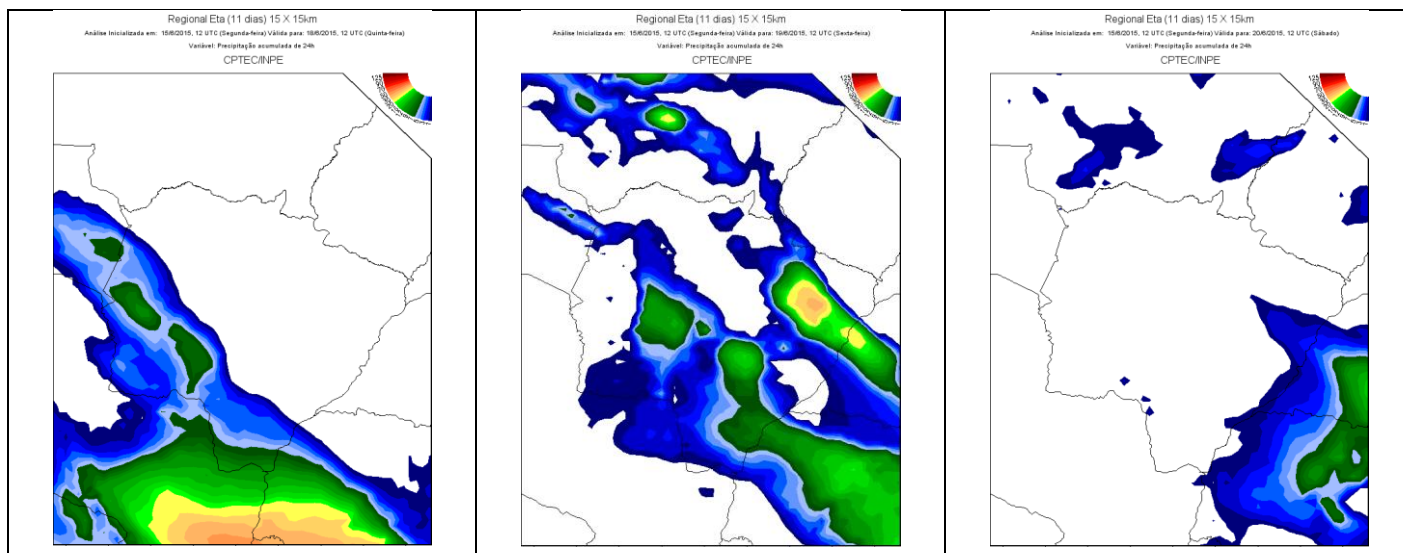 Regional Eta (11 dias) 15 X 15km
Análise Inicializada em: 15/6/2015, 12 UTC (Segunda-feira) Válida para: 18/6/2015, 12 UTC (Quinta-feira)
Variável: Precipitação acumulada de 24h
CPTEC/INPE
Regional Eta (11 dias) 15 X 15km
Análise Inicializada em: 15/6/2015, 12 UTC (Segunda-feira) Válida para: 19/6/2015, 12 UTC (Sexta-feira)
Variável: Precipitação acumulada de 24h
CPTEC/INPE
Regional Eta (11 dias) 15 X 15km
Análise Inicializada em: 15/6/2015, 12 UTC (Segunda-feira) Válida para: 20/6/2015, 12 UTC (Sábado)
Variável: Precipitação acumulada de 24h
CPTEC/INPE